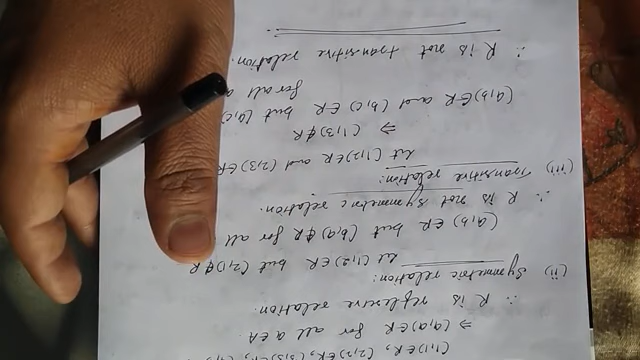 (1,1)∈R, (2,2)∈R, (3,3)∈R,
⇒ (a,a)∈R for all a∈A
∴ R is reflexive relation.
(ii) Symmetric relation:
Let (1,2)∈R but (2,1)∉R
(a,b)∈R but (b,a)∉R for all
∴ R is not symmetric relation.
(iii) Transitive relation:
Let (1,2)∈R and (2,3)∈R
⇒ (1,3)∉R
(a,b)∈R and (b,c)∈R but (a,c)
for all a
∴ R is not transitive relation.